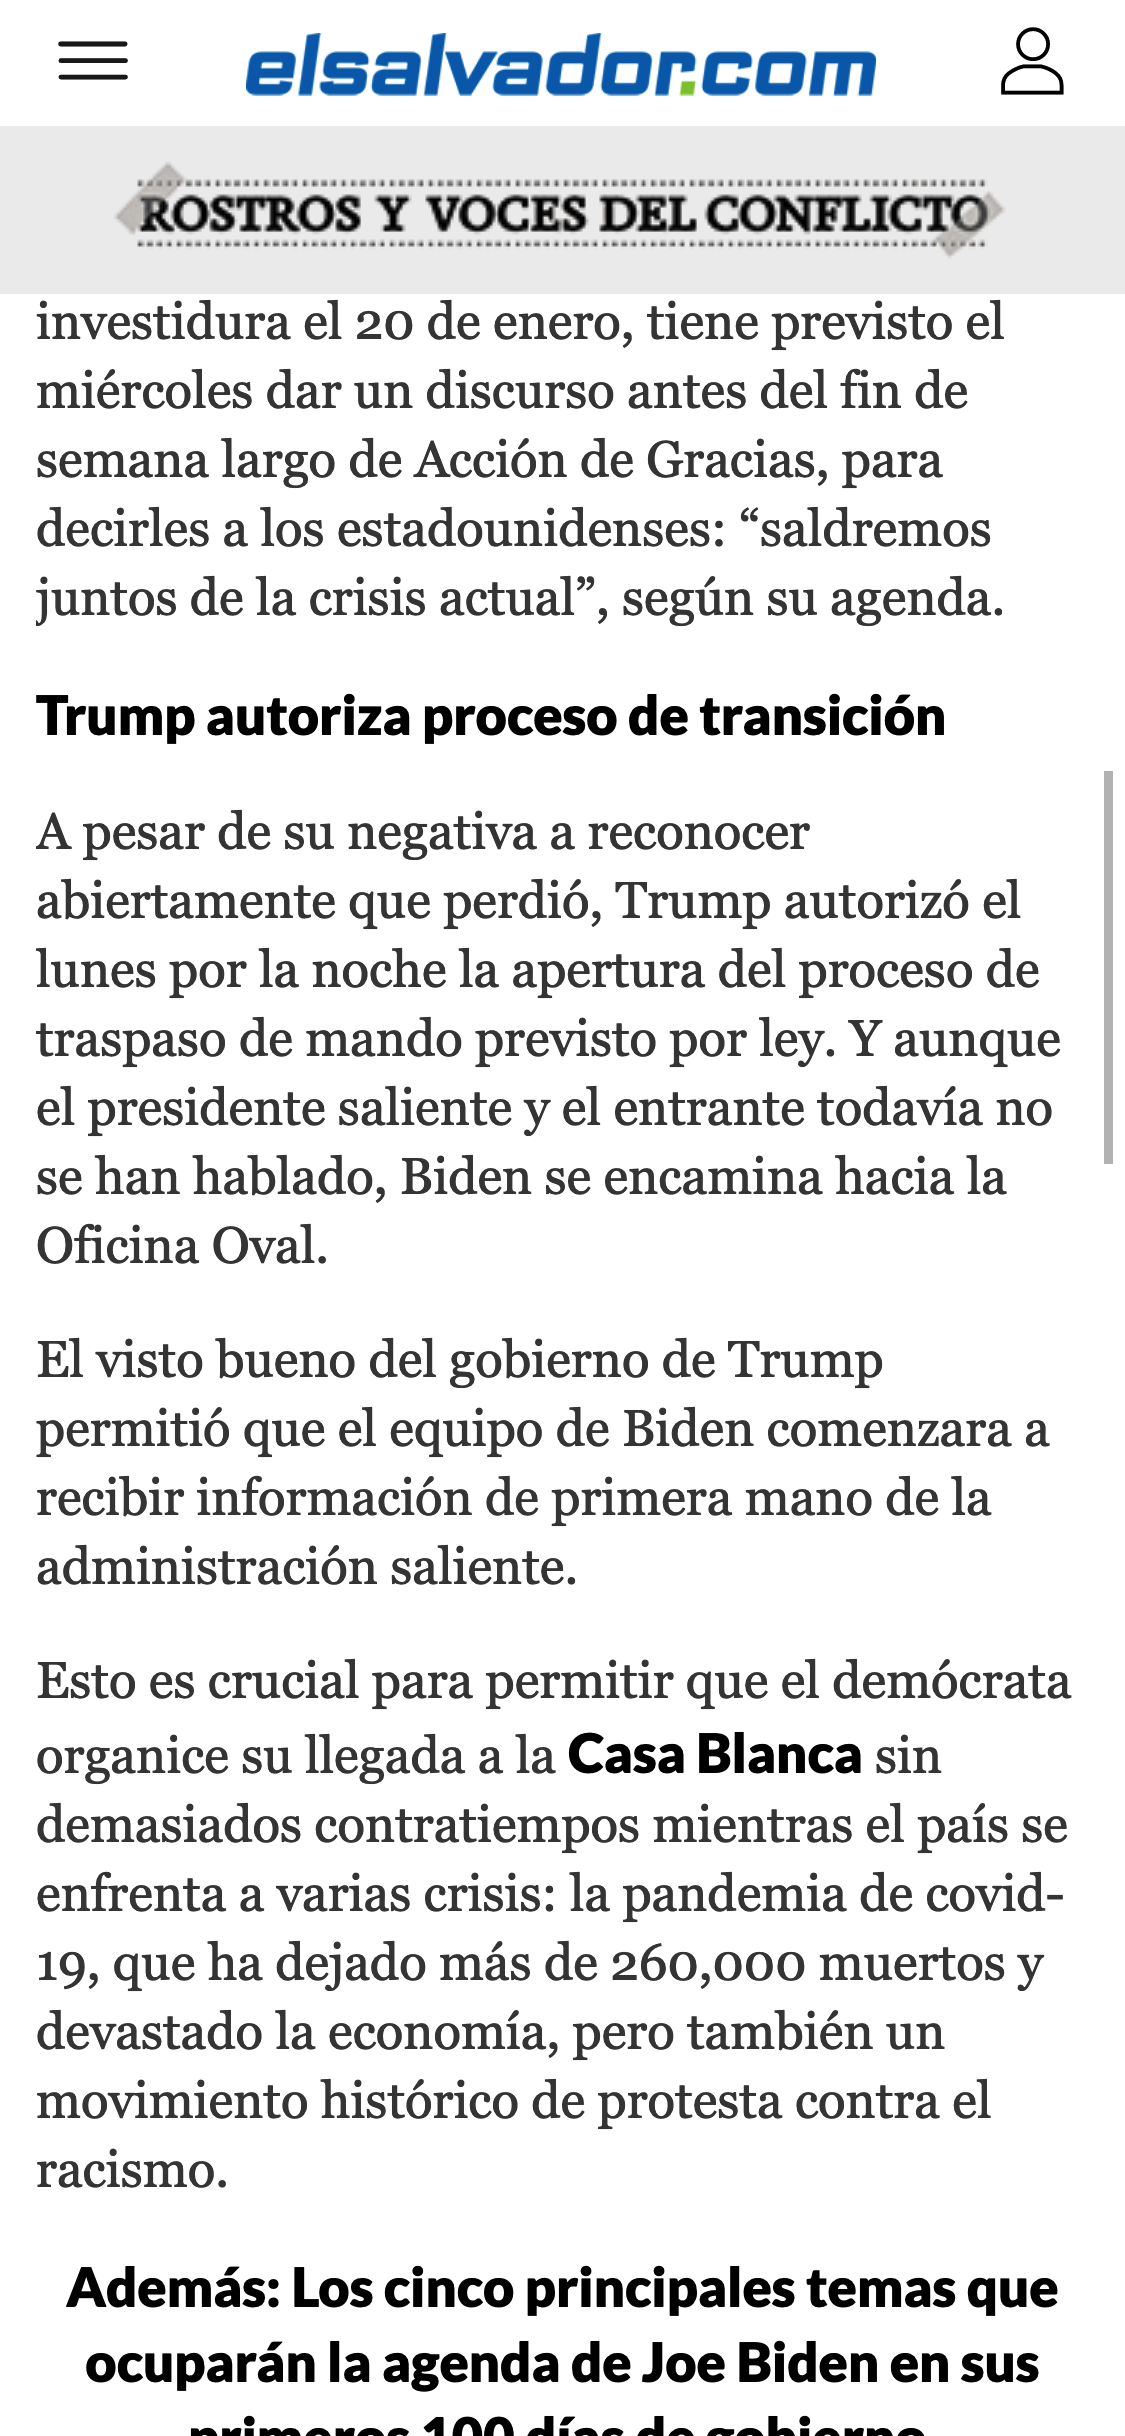 elsalvador.com
ROSTROS Y VOCES DEL CONFLICTO
investidura el 20 de enero, tiene previsto el
miércoles dar un discurso antes del fin de
semana largo de Acción de Gracias, para
decirles a los estadounidenses: “saldremos
juntos de la crisis actual”, según su agenda.
Trump autoriza proceso de transición
A pesar de su negativa a reconocer
abiertamente que perdió, Trump autorizó el
lunes por la noche la apertura del proceso de
traspaso de mando previsto por ley. Y aunque
el presidente saliente y el entrante todavía no
se han hablado, Biden se encamina hacia la
Oficina Oval.
El visto bueno del gobierno de Trump
permitió que el equipo de Biden comenzara a
recibir información de primera mano de la
administración saliente.
Esto es crucial para permitir que el demócrata
organice su llegada a la Casa Blanca sin
demasiados contratiempos mientras el país se
enfrenta a varias crisis: la pandemia de covid-
19, que ha dejado más de 260,000 muertos y
devastado la economía, pero también un
movimiento histórico de protesta contra el
racismo.
Además: Los cinco principales temas que
ocuparán la agenda de Joe Biden en sus
primeros 100 días de gobierno